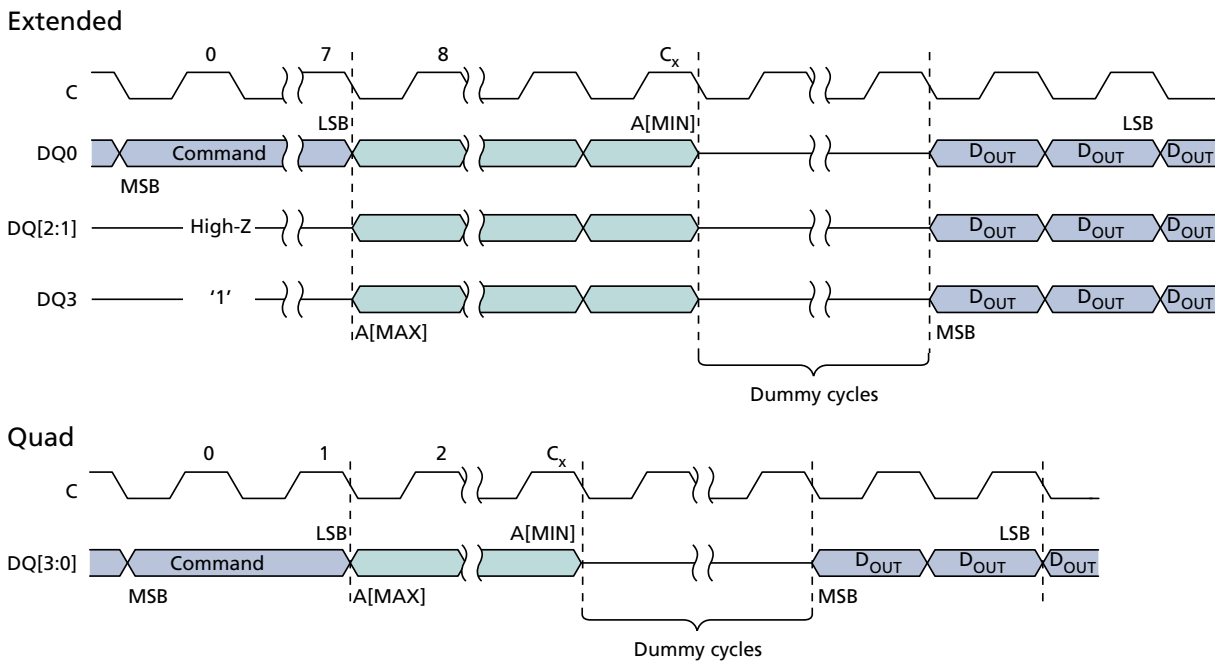 Extended
0 7 8 Cx
C
LSB A[MIN] LSB
DQ0 Command DOUT DOUT DOUT
MSB
DQ[2:1] High-Z DOUT DOUT DOUT
DQ3 ‘1’ DOUT DOUT DOUT
A[MAX] MSB
Dummy cycles
Quad
0 1 2 Cx
C
LSB A[MIN] LSB
DQ[3:0] Command DOUT DOUT DOUT
MSB A[MAX] MSB
Dummy cycles